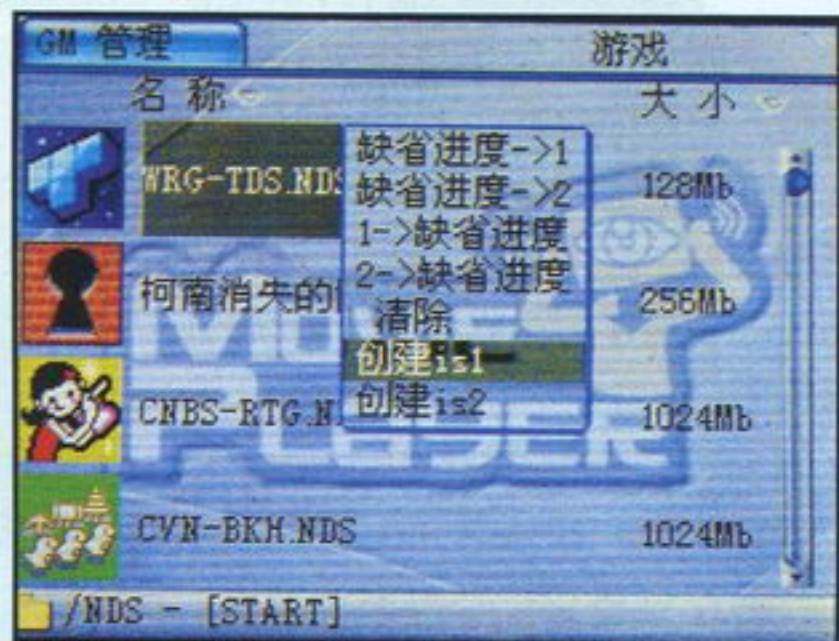 GM 管理
游戏
名 称
大 小
WRG-TDS.NDS
128Mb
缺省进度->1
缺省进度->2
1->缺省进度
2->缺省进度
清除
创建is1
创建is2
柯南消失的
256Mb
CNBS-RTG.N
1024Mb
CVN-BKH.NDS
1024Mb
MOVE
PLAYER
/NDS - [START]